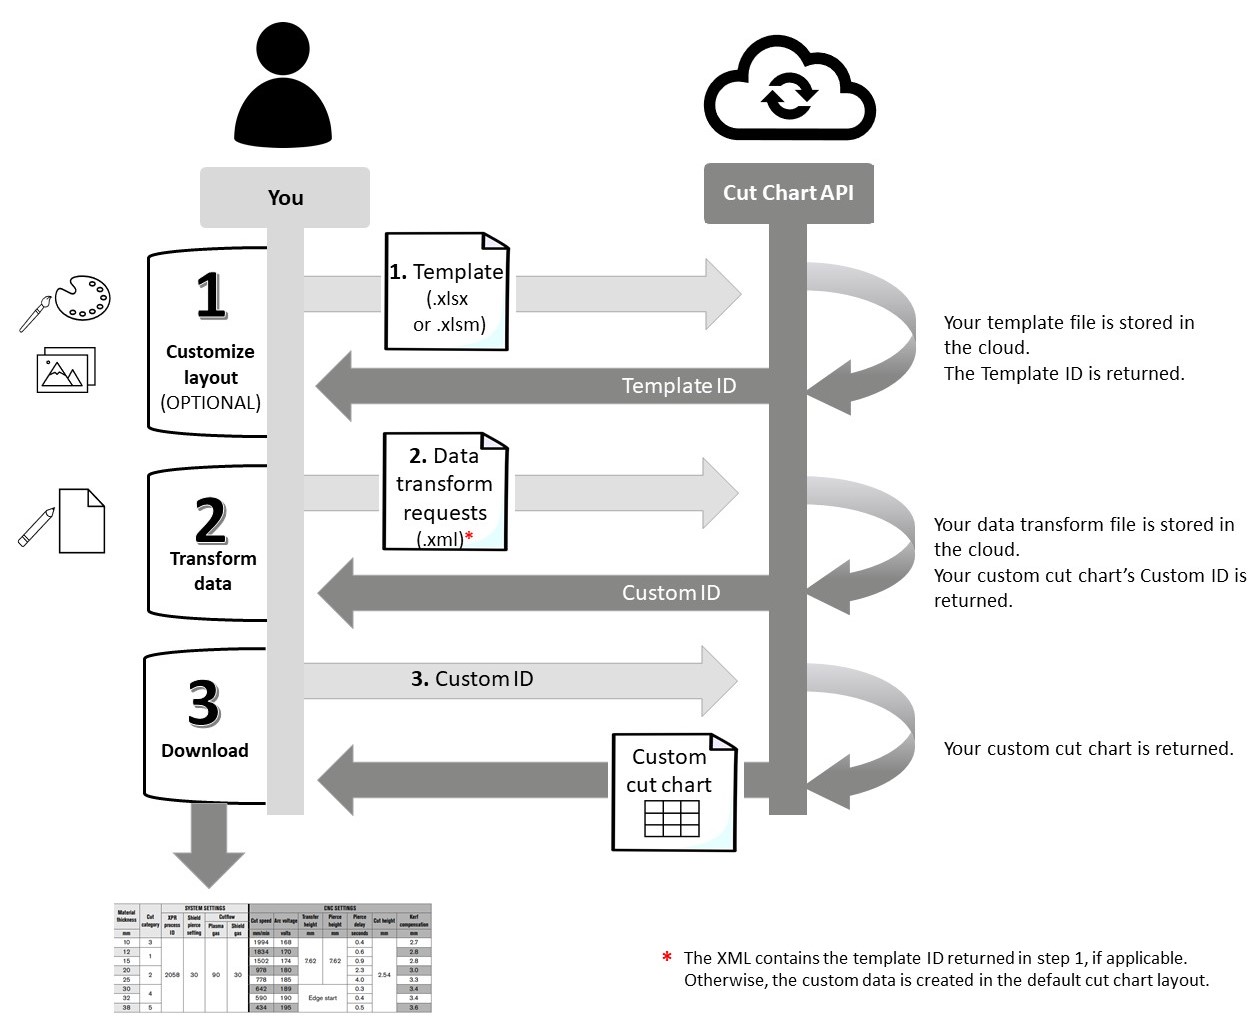 You
Cut Chart API
1
Customize
layout
(OPTIONAL)
1. Template
(.xlsx
or .xlsm)
Template ID
Your template file is stored in
the cloud.
The Template ID is returned.
2
Transform
data
2. Data
transform
requests
(.xml)*
Custom ID
Your data transform file is stored in
the cloud.
Your custom cut chart’s Custom ID is
returned.
3
Download
3. Custom ID
Custom
cut chart
Your custom cut chart is returned.
SYSTEM SETTINGS CNC SETTINGS
Material thickness Cut category XPR process ID Shield pierce setting Cutflow Cut speed Arc voltage Transfer height Pierce height Pierce delay Cut height Kerf compensation
Plasma gas Shield gas
mm mm/min volts mm mm seconds mm mm
10 3 1994 168 0.4 2.7
12 1 1834 170 7.62 7.62 0.6 2.8
15 1502 174 0.9 2.8
20 2 2058 30 90 30 978 180 2.3 2.54 3.0
25 778 185 4.0 3.3
30 4 642 189 Edge start 0.3 3.4
32 590 190 0.4 3.4
38 5 434 195 0.5 3.6
* The XML contains the template ID returned in step 1, if applicable.
Otherwise, the custom data is created in the default cut chart layout.